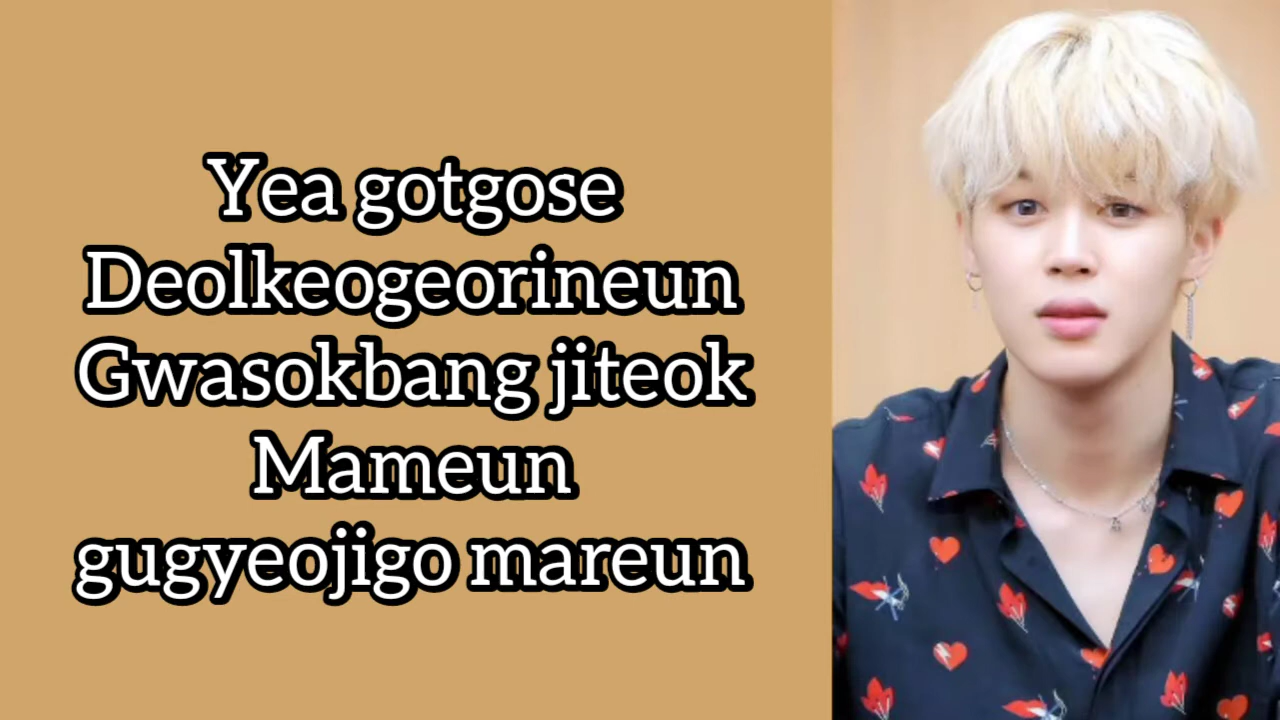 Yea gotgose
Deolkeogeorineun
Gwasokbang jiteok
Mameun
gugyeojigo mareun